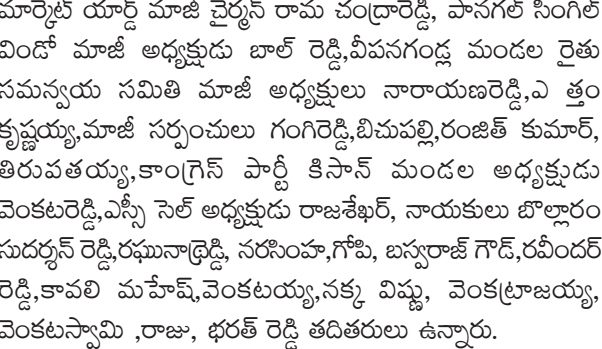 మార్కెట్ యార్డ్ మాజీ చైర్మన్ రామ చంద్రారెడ్డి, పానగల్ సింగిల్
విండో మాజీ అధ్యక్షుడు బాల్ రెడ్డి,వీపనగండ్ల మండల రైతు
సమన్వయ సమితి మాజీ అధ్యక్షులు నారాయణరెడ్డి,ఎ త్తం
కృష్ణయ్య,మాజీ సర్పంచులు గంగిరెడ్డి,బిచుపల్లి,రంజిత్ కుమార్,
తిరుపతయ్య,కాంగ్రెస్ పార్టీ కిసాన్ మండల అధ్యక్షుడు
వెంకటరెడ్డి,ఎస్సీ సెల్ అధ్యక్షుడు రాజశేఖర్, నాయకులు బొల్లారం
సుదర్శన్ రెడ్డి,రఘునాథ్రెడ్డి, నరసింహ,గోపి, బస్వరాజ్ గౌడ్,రవీందర్
రెడ్డి,కావలి మహేష్,వెంకటయ్య,నక్క విష్ణు, వెంకట్రాజయ్య,
వెంకటస్వామి ,రాజు, భరత్ రెడ్డి తదితరులు ఉన్నారు.